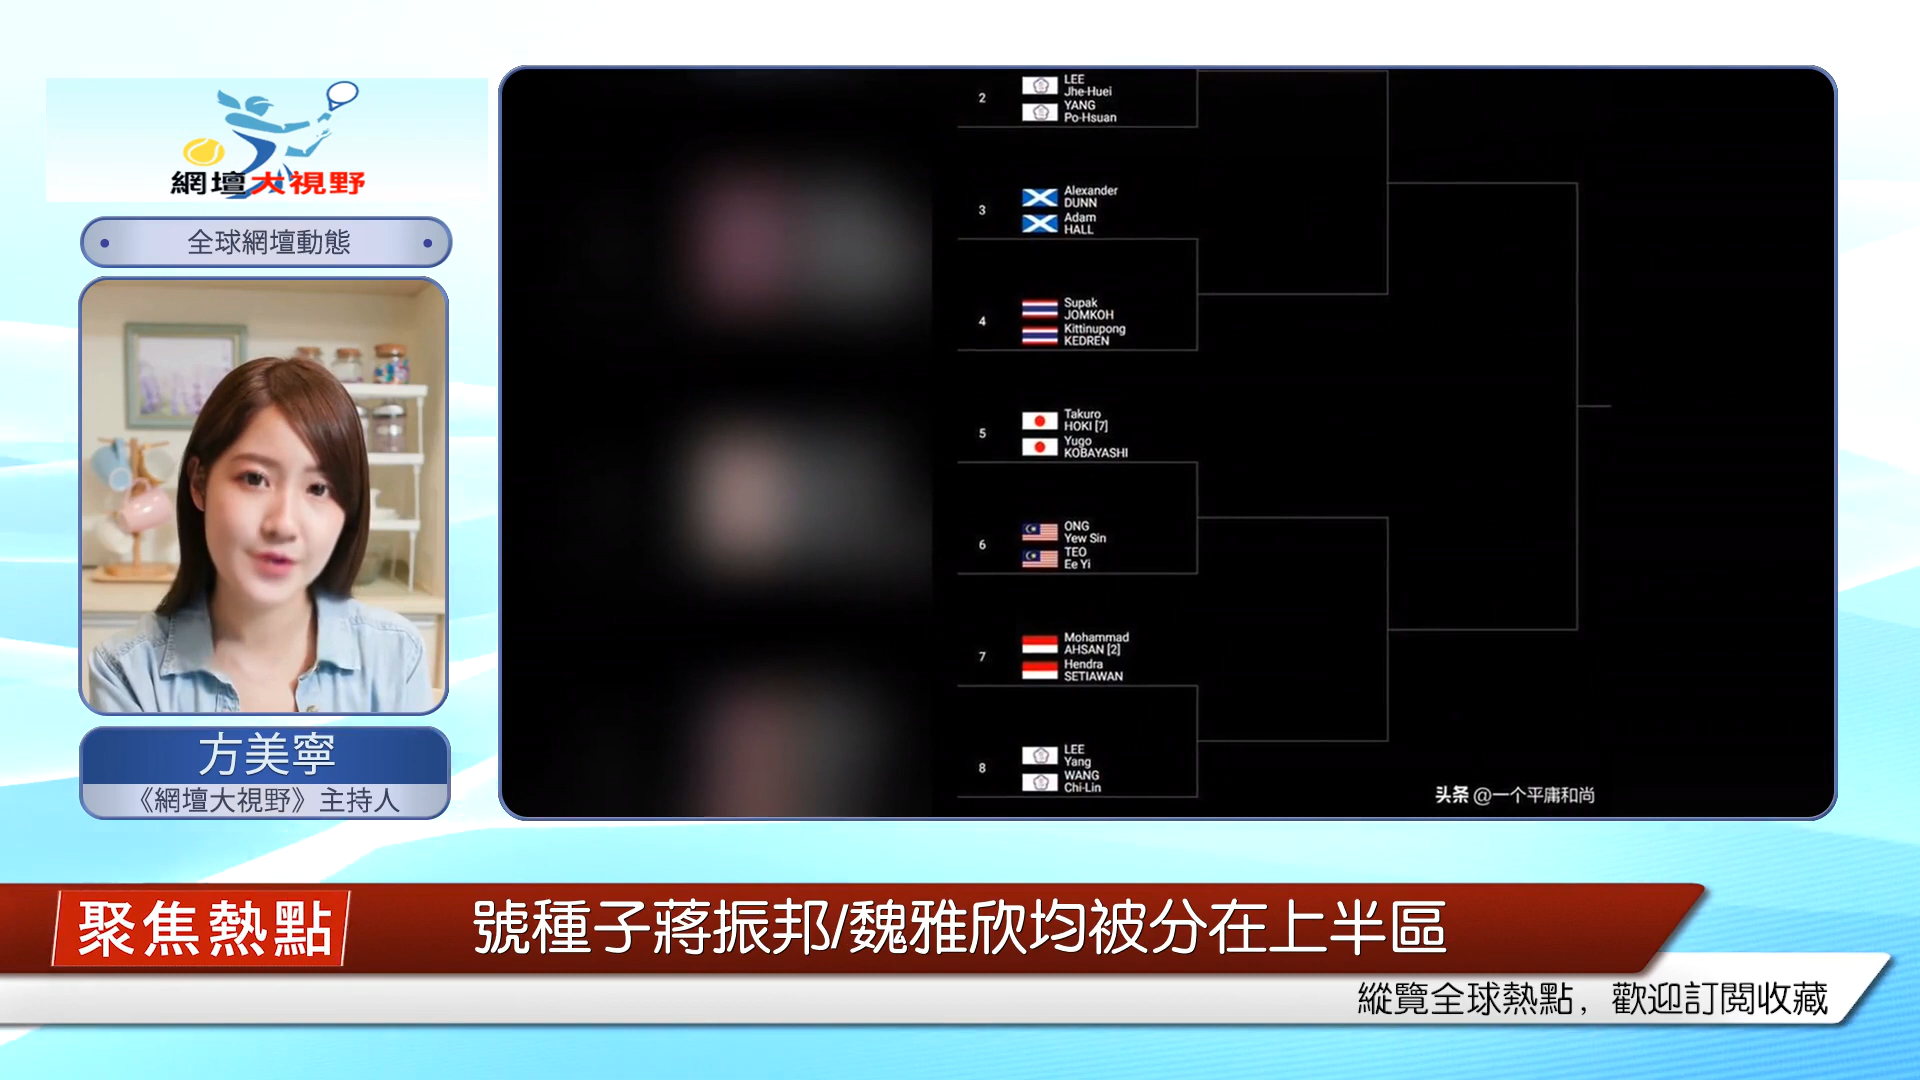 網壇大視野
全球網壇動態
方美寧
《網壇大視野》主持人
2
LEE
Jhe-Huei
YANG
Po-Hsuan
3
Alexander
DUNN
Adam
HALL
4
Supak
JOMKOH
Kittinupong
KEDREN
5
Takuro
HOKI [7]
Yugo
KOBAYASHI
6
ONG
Yew Sin
TEO
Ee Yi
7
Mohammad
AHSAN [2]
Hendra
SETIAWAN
8
LEE
Yang
WANG
Chi-Lin
头条 @一个平庸和尚
聚焦熱點
號種子蔣振邦/魏雅欣均被分在上半區
縱覽全球熱點，歡迎訂閱收藏